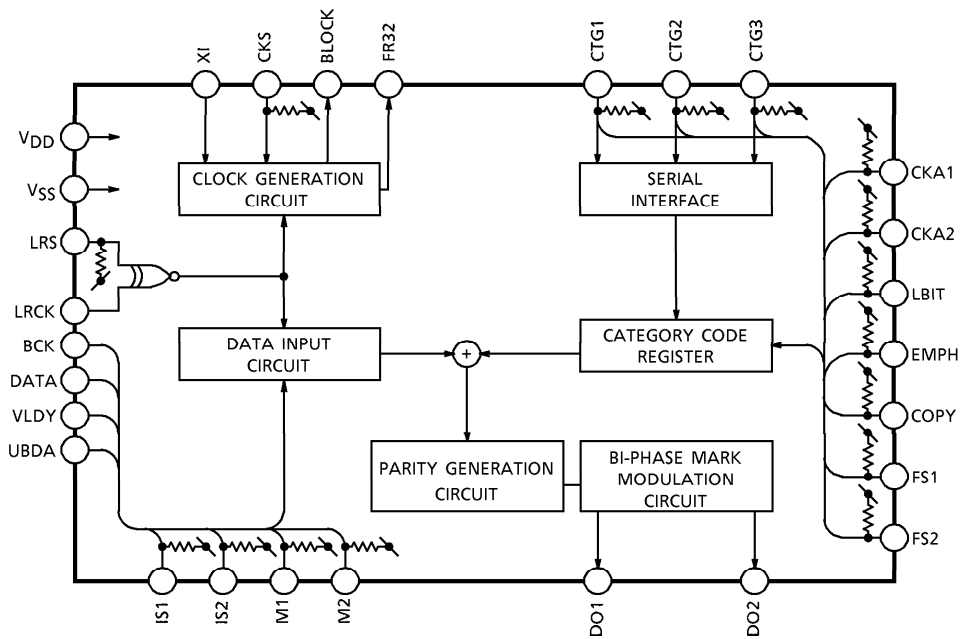 XI
CKS
BLOCK
FR32
CTG1
CTG2
CTG3
VDD
VSS
LRS
LRCK
BCK
DATA
VLDY
UBDA
CLOCK GENERATION
CIRCUIT
SERIAL
INTERFACE
DATA INPUT
CIRCUIT
+
CATEGORY CODE
REGISTER
PARITY GENERATION
CIRCUIT
BI-PHASE MARK
MODULATION
CIRCUIT
CKA1
CKA2
LBIT
EMPH
COPY
FS1
FS2
IS1
IS2
M1
M2
DO1
DO2